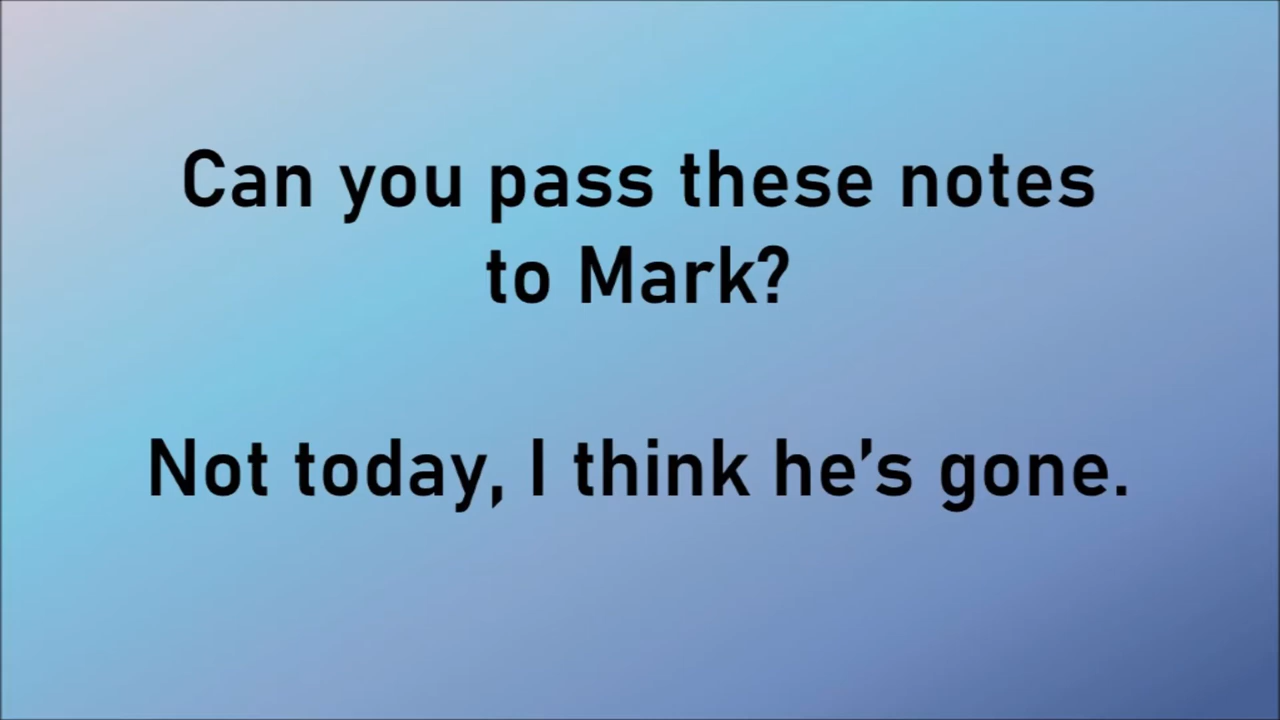 Can you pass these notes
to Mark?
Not today, I think he’s gone.